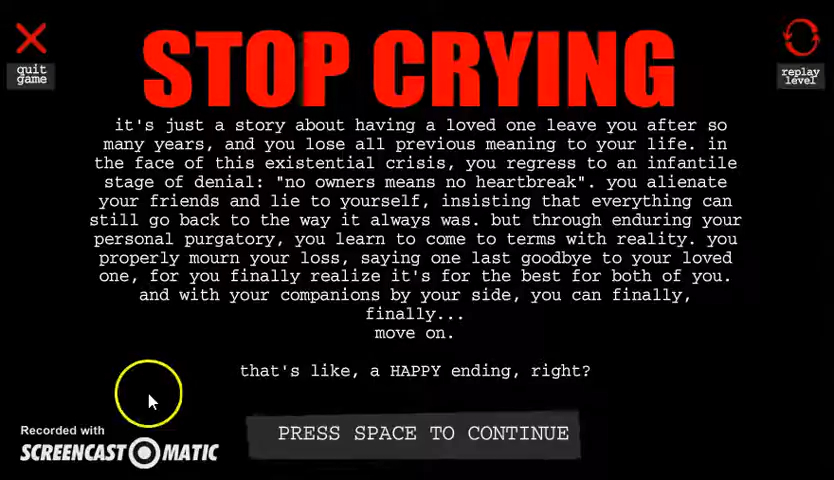 STOP CRYING
quit
game
replay
level
it's just a story about having a loved one leave you after so
many years, and you lose all previous meaning to your life. in
the face of this existential crisis, you regress to an infantile
stage of denial: "no owners means no heartbreak". you alienate
your friends and lie to yourself, insisting that everything can
still go back to the way it always was. but through enduring your
personal purgatory, you learn to come to terms with reality. you
properly mourn your loss, saying one last goodbye to your loved
one, for you finally realize it's for the best for both of you.
and with your companions by your side, you can finally,
finally...
move on.
that's like, a HAPPY ending, right?
PRESS SPACE TO CONTINUE
Recorded with
SCREENCAST MATIC